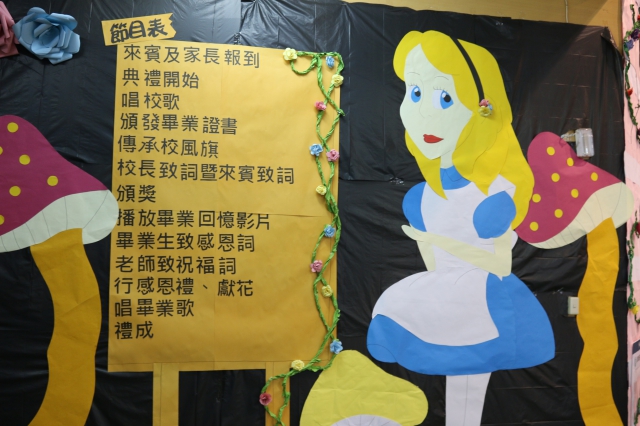 節目表
來賓及家長報到
典禮開始
唱校歌
頒發畢業證書
傳承校風旗
校長致詞暨來賓致詞
頒獎
播放畢業回憶影片
畢業生致感恩詞
老師致祝福詞
行感恩禮、獻花
唱畢業歌
禮成